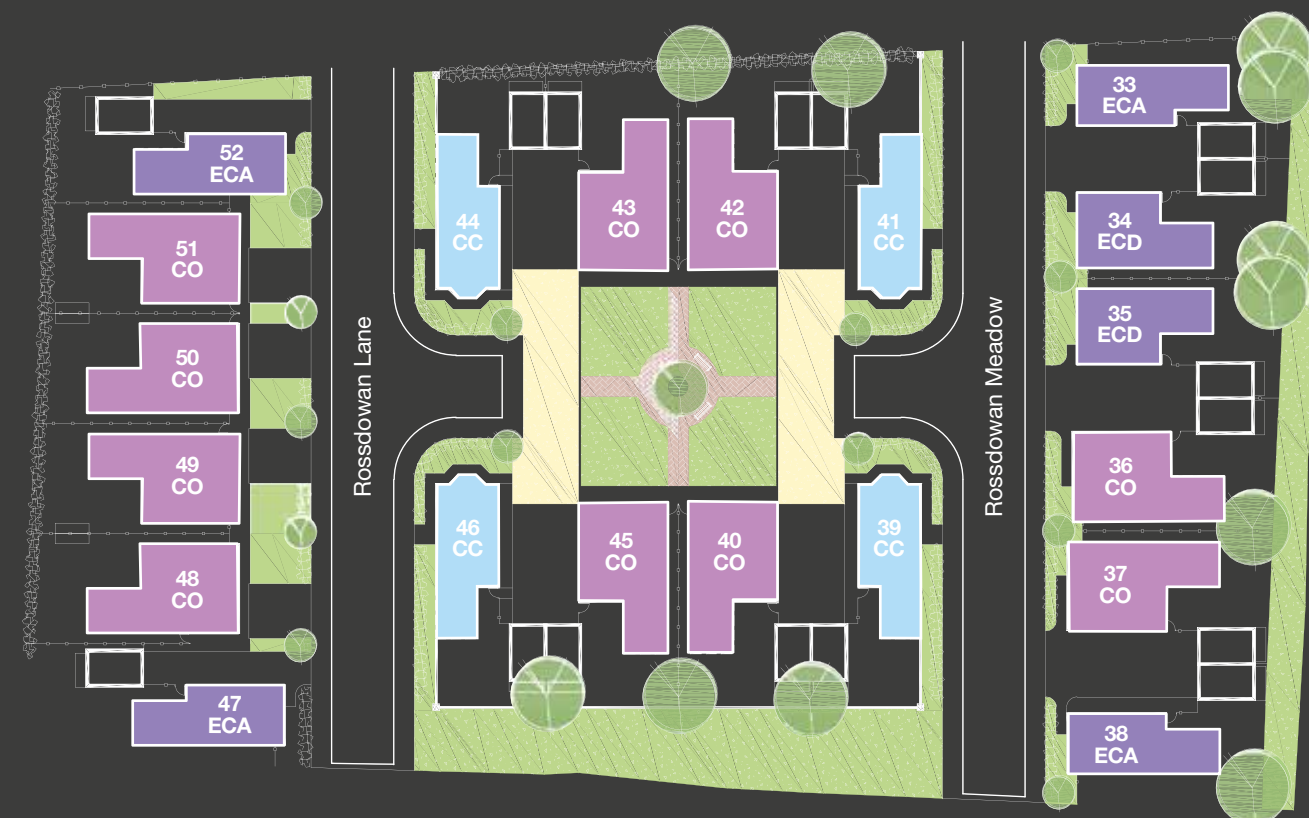 52
ECA
51
CO
50
CO
49
CO
48
CO
47
ECA
Rossdowan Lane
44
CC
43
CO
42
CO
41
CC
46
CC
45
CO
40
CO
39
CC
Rossdowan Meadow
33
ECA
34
ECD
35
ECD
36
CO
37
CO
38
ECA